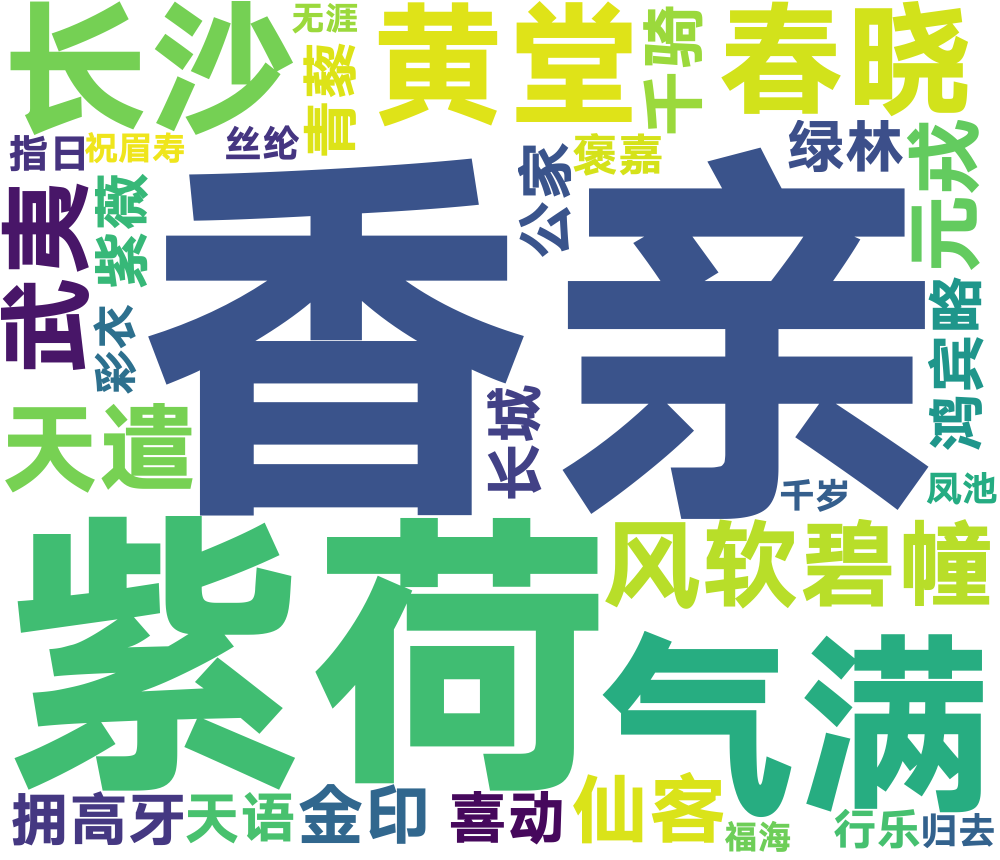 长沙
无涯
青藜
黄堂
千骑
春晓
指日
祝眉寿
丝纶
公家
褒嘉
绿林
元戎
武夷
紫薇
香亲
彩衣
鸿宾略
天遣
长城
千岁
凤池
紫荷
风软碧幢
气满
拥高牙
天语
金印
喜动
仙客
福海
行乐
归去